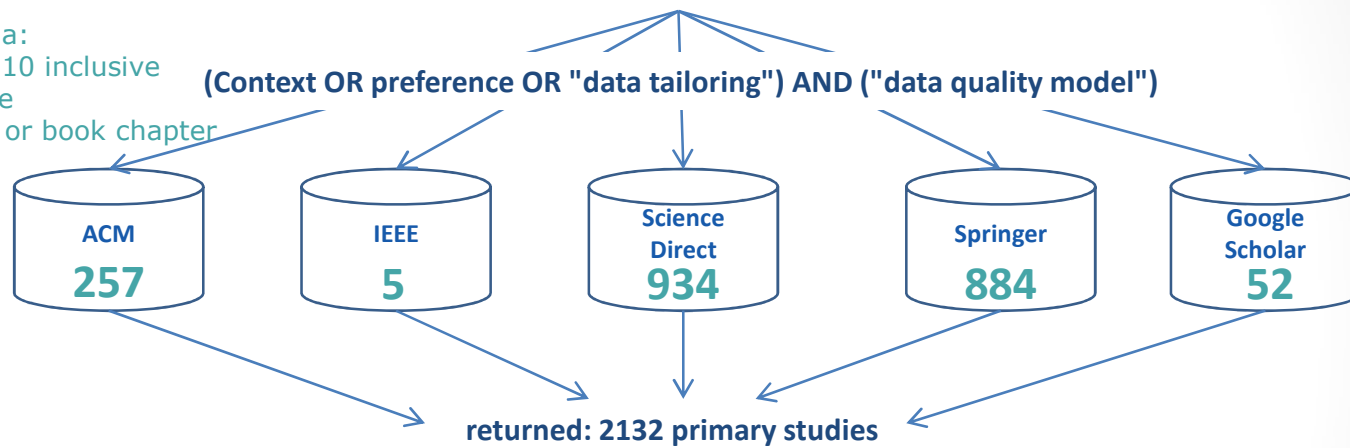 a:
10 inclusive
e
or book chapter
(Context OR preference OR "data tailoring") AND ("data quality model")
ACM
257
IEEE
5
Science
Direct
934
Springer
884
Google
Scholar
52
returned: 2132 primary studies